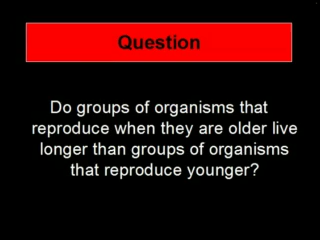 Question
Do groups of organisms that
reproduce when they are older live
longer than groups of organisms
that reproduce younger?